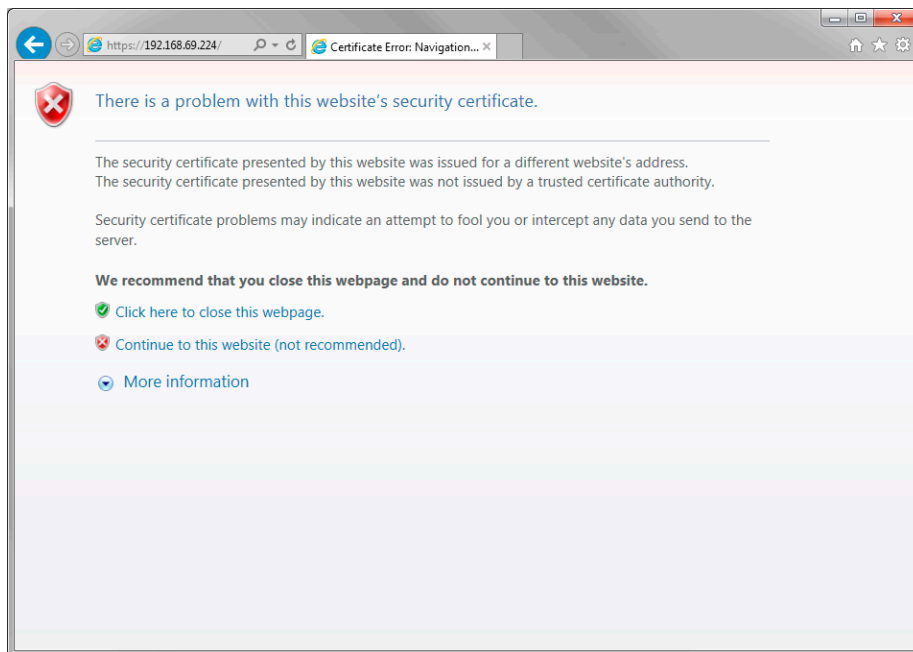 https://192.168.69.224/
Certificate Error: Navigation...
There is a problem with this website's security certificate.
The security certificate presented by this website was issued for a different website's address.
The security certificate presented by this website was not issued by a trusted certificate authority.
Security certificate problems may indicate an attempt to fool you or intercept any data you send to the
server.
We recommend that you close this webpage and do not continue to this website.
Click here to close this webpage.
Continue to this website (not recommended).
More information